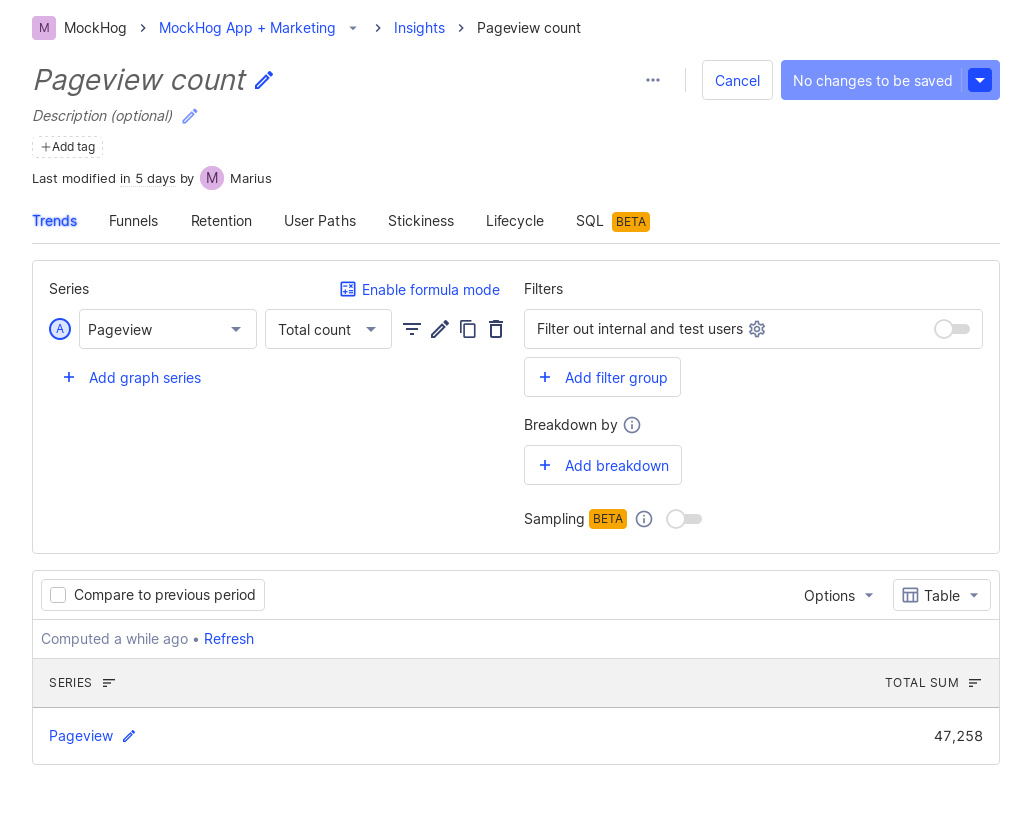 M MockHog MockHog App + Marketing Insights Pageview count
Pageview count
Cancel No changes to be saved
Description (optional)
Add tag
Last modified in 5 days by M Marius
Trends Funnels Retention User Paths Stickiness Lifecycle SQL BETA
Series Enable formula mode
A Pageview Total count
Add graph series
Filters
Filter out internal and test users
Add filter group
Breakdown by
Add breakdown
Sampling BETA
Compare to previous period Options Table
Computed a while ago • Refresh
SERIES TOTAL SUM
Pageview 47,258